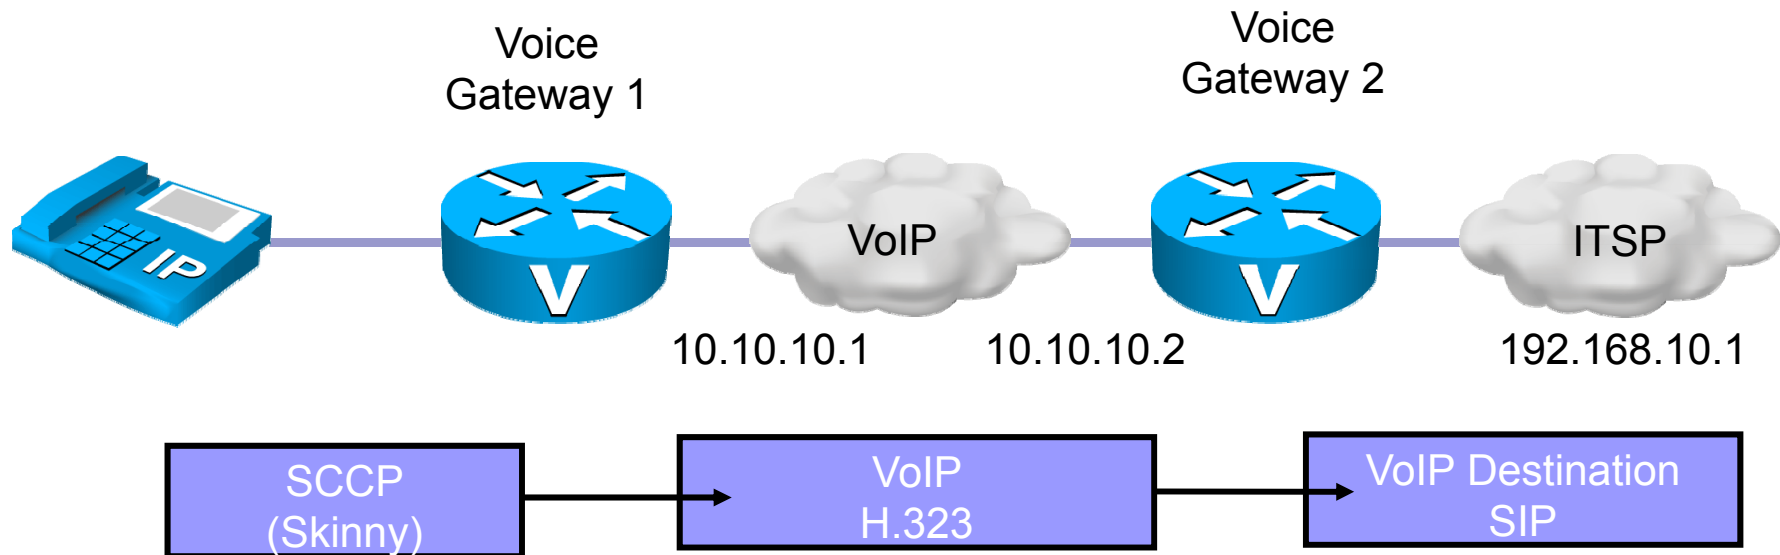 Voice
Gateway 1
Voice
Gateway 2
IP
V
VoIP
V
ITSP
10.10.10.1
10.10.10.2
192.168.10.1
SCCP
(Skinny)
VoIP
H.323
VoIP Destination
SIP